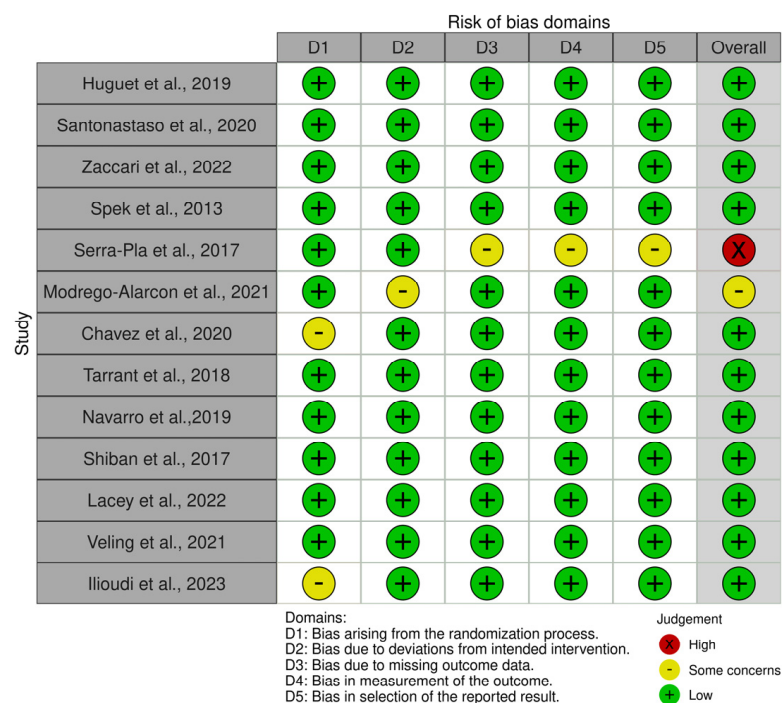 Risk of bias domains
D1 D2 D3 D4 D5 Overall
Study
Huguet et al., 2019 + + + + + +
Santonastaso et al., 2020 + + + + + +
Zaccari et al., 2022 + + + + + +
Spek et al., 2013 + + + + + +
Serra-Pla et al., 2017 + + - - - X
Modrego-Alarcon et al., 2021 + - + + + -
Chavez et al., 2020 - + + + + +
Tarrant et al., 2018 + + + + + +
Navarro et al.,2019 + + + + + +
Shiban et al., 2017 + + + + + +
Lacey et al., 2022 + + + + + +
Veling et al., 2021 + + + + + +
Ilioudi et al., 2023 - + + + + +
Domains:
D1: Bias arising from the randomization process.
D2: Bias due to deviations from intended intervention.
D3: Bias due to missing outcome data.
D4: Bias in measurement of the outcome.
D5: Bias in selection of the reported result.
Judgement
X High
- Some concerns
+ Low